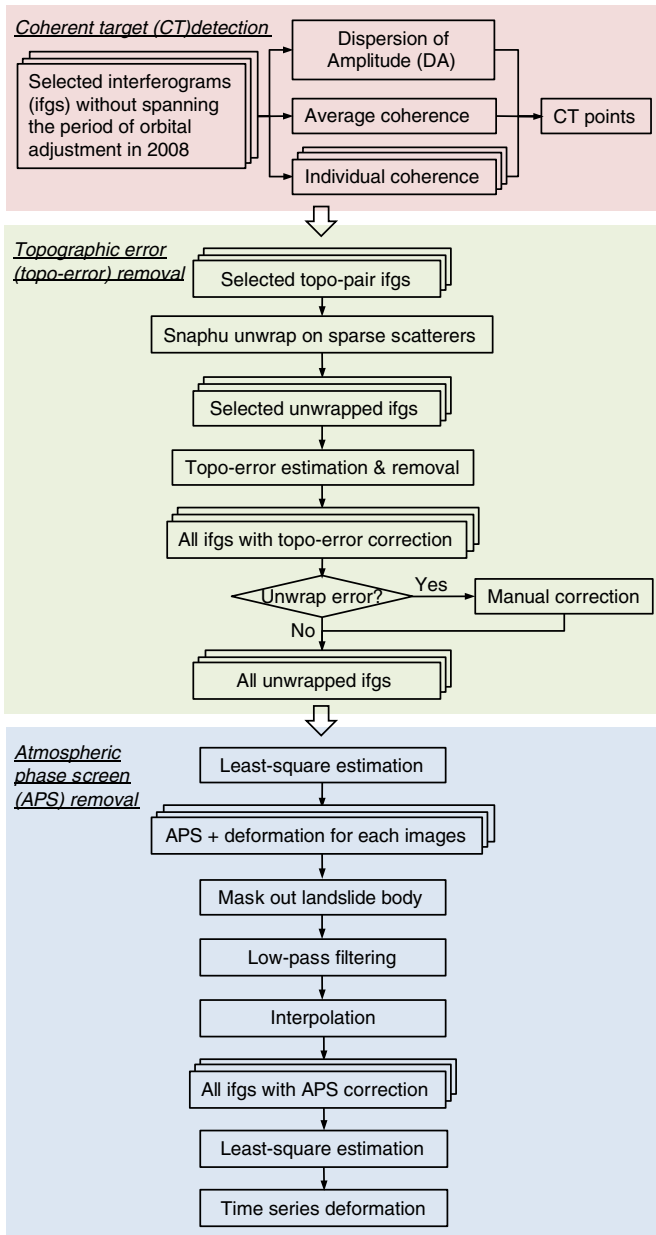 Coherent target (CT)detection
Selected interferograms
(ifgs) without spanning
the period of orbital
adjustment in 2008
Dispersion of
Amplitude (DA)
Average coherence
Individual coherence
CT points
Topographic error
(topo-error) removal
Selected topo-pair ifgs
Snaphu unwrap on sparse scatterers
Selected unwrapped ifgs
Topo-error estimation & removal
All ifgs with topo-error correction
Unwrap error?
Yes
Manual correction
No
All unwrapped ifgs
Atmospheric
phase screen
(APS) removal
Least-square estimation
APS + deformation for each images
Mask out landslide body
Low-pass filtering
Interpolation
All ifgs with APS correction
Least-square estimation
Time series deformation